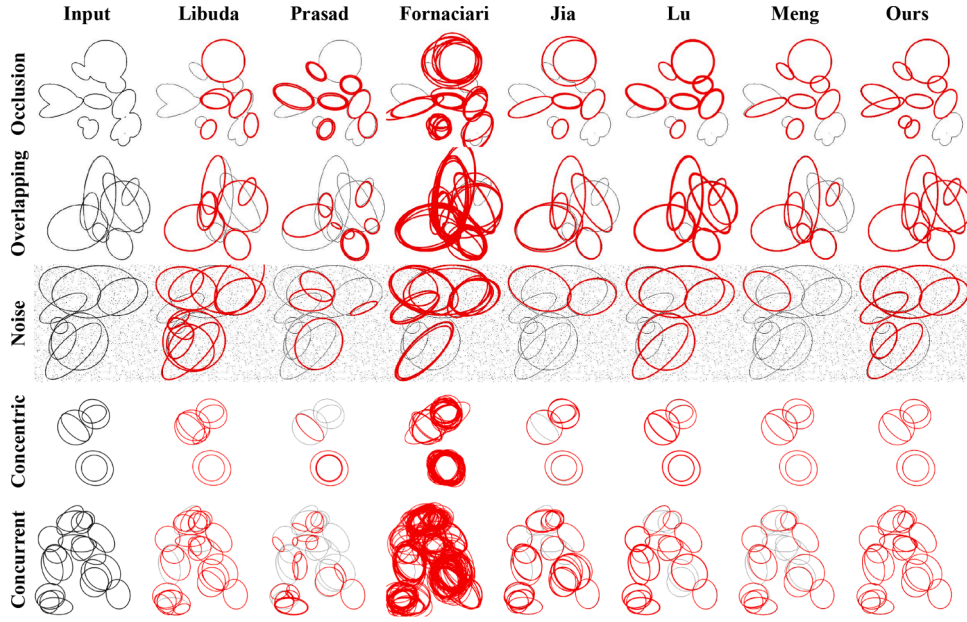 Input Libuda Prasad Fornaciari Jia Lu Meng Ours
Occlusion
Overlapping
Noise
Concentric
Concurrent